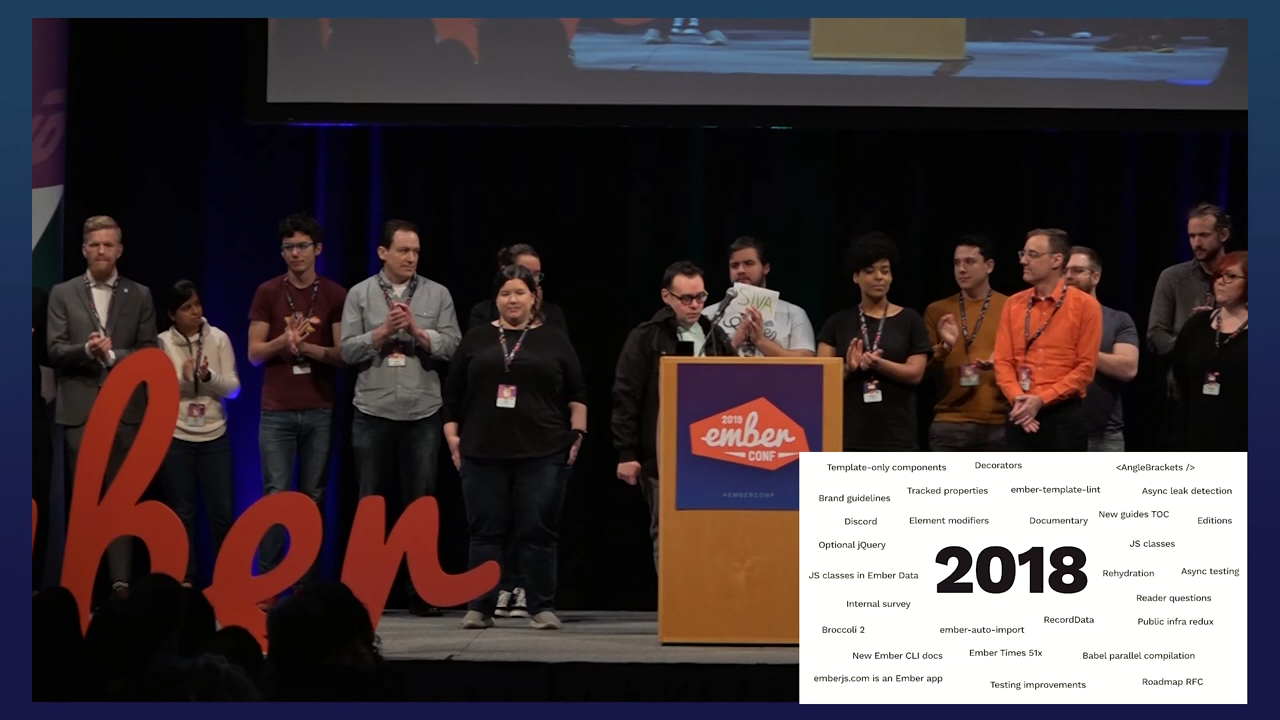 SIVA
2019
ember
CONF
#EMBERCONF
ber
Template-only components
Decorators
<AngleBrackets />
Brand guidelines
Tracked properties
ember-template-lint
Async leak detection
Discord
Element modifiers
Documentary
New guides TOC
Editions
Optional jQuery
JS classes
JS classes in Ember Data
2018
Rehydration
Async testing
Internal survey
Reader questions
Broccoli 2
ember-auto-import
RecordData
Public infra redux
New Ember CLI docs
Ember Times 51x
Babel parallel compilation
emberjs.com is an Ember app
Testing improvements
Roadmap RFC